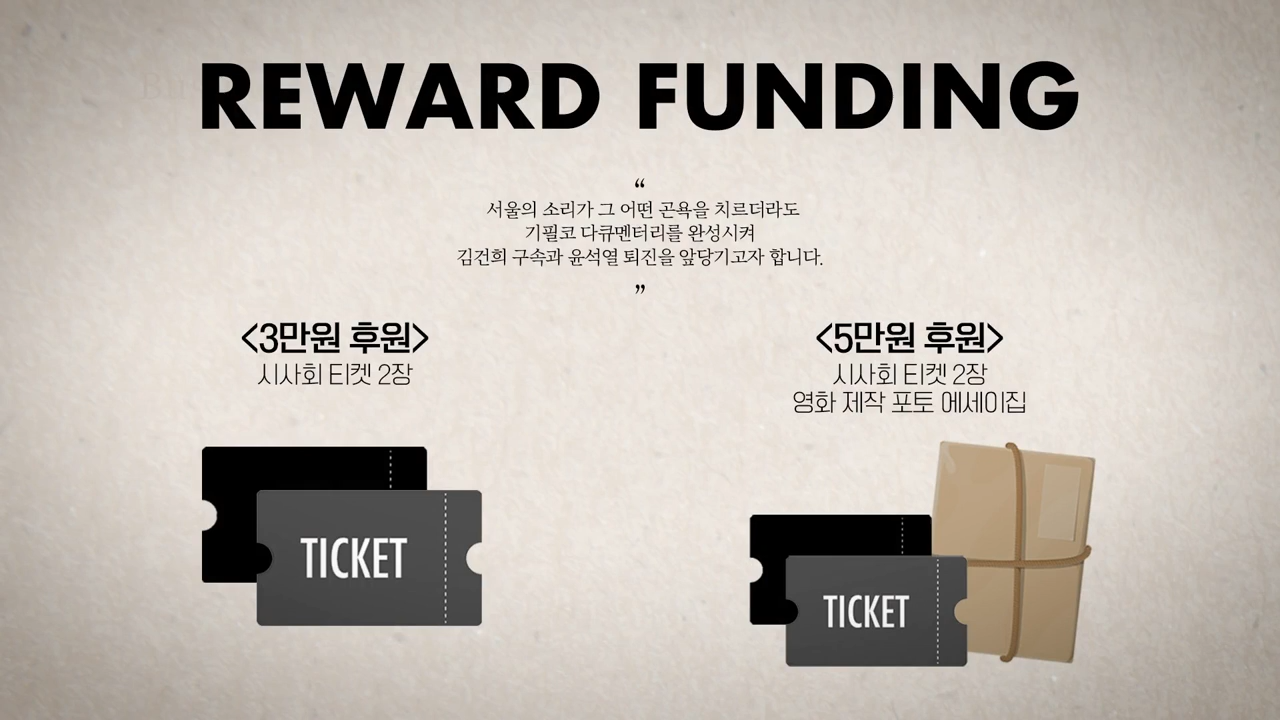 REWARD FUNDING
“
서울의 소리가 그 어떤 곤욕을 치르더라도
기필코 다큐멘터리를 완성시켜
김건희 구속과 윤석열 퇴진을 앞당기고자 합니다.
”
<3만원 후원>
시사회 티켓 2장
<5만원 후원>
시사회 티켓 2장
영화 제작 포토 에세이집
TICKET
TICKET